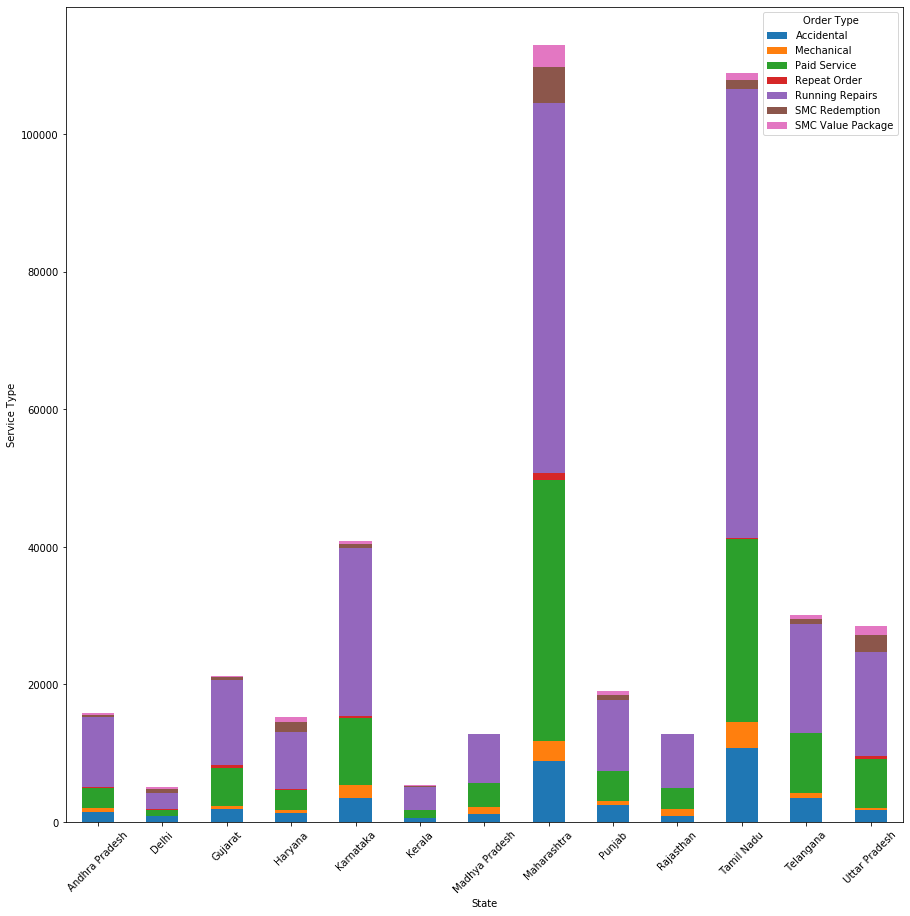 Order Type
Accidental
Mechanical
Paid Service
Repeat Order
Running Repairs
SMC Redemption
SMC Value Package
100000
80000
60000
40000
20000
0
Service Type
Andhra Pradesh
Delhi
Gujarat
Haryana
Karnataka
Kerala
Madhya Pradesh
Maharashtra
Punjab
Rajasthan
Tamil Nadu
Telangana
Uttar Pradesh
State